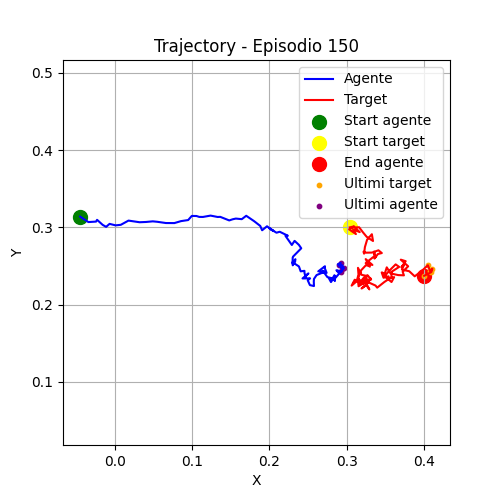 Trajectory - Episodio 150
Agente
Target
Start agente
Start target
End agente
Ultimi target
Ultimi agente
0.5
0.4
0.3
0.2
0.1
Y
0.0 0.1 0.2 0.3 0.4
X